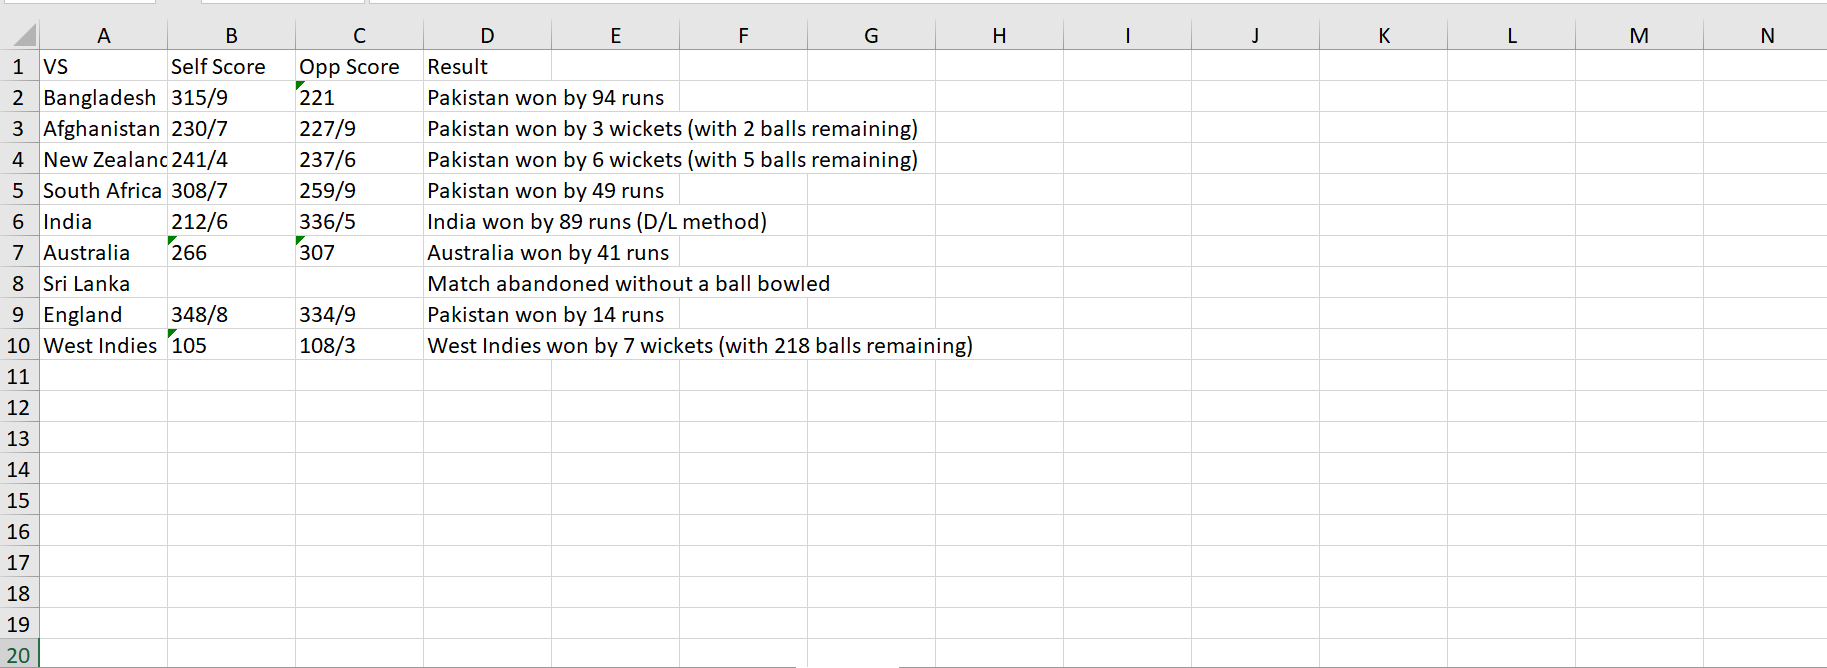 A B C D E F G H I J K L M N
1 VS Self Score Opp Score Result
2 Bangladesh 315/9 221 Pakistan won by 94 runs
3 Afghanistan 230/7 227/9 Pakistan won by 3 wickets (with 2 balls remaining)
4 New Zealand 241/4 237/6 Pakistan won by 6 wickets (with 5 balls remaining)
5 South Africa 308/7 259/9 Pakistan won by 49 runs
6 India 212/6 336/5 India won by 89 runs (D/L method)
7 Australia 266 307 Australia won by 41 runs
8 Sri Lanka Match abandoned without a ball bowled
9 England 348/8 334/9 Pakistan won by 14 runs
10 West Indies 105 108/3 West Indies won by 7 wickets (with 218 balls remaining)
11
12
13
14
15
16
17
18
19
20